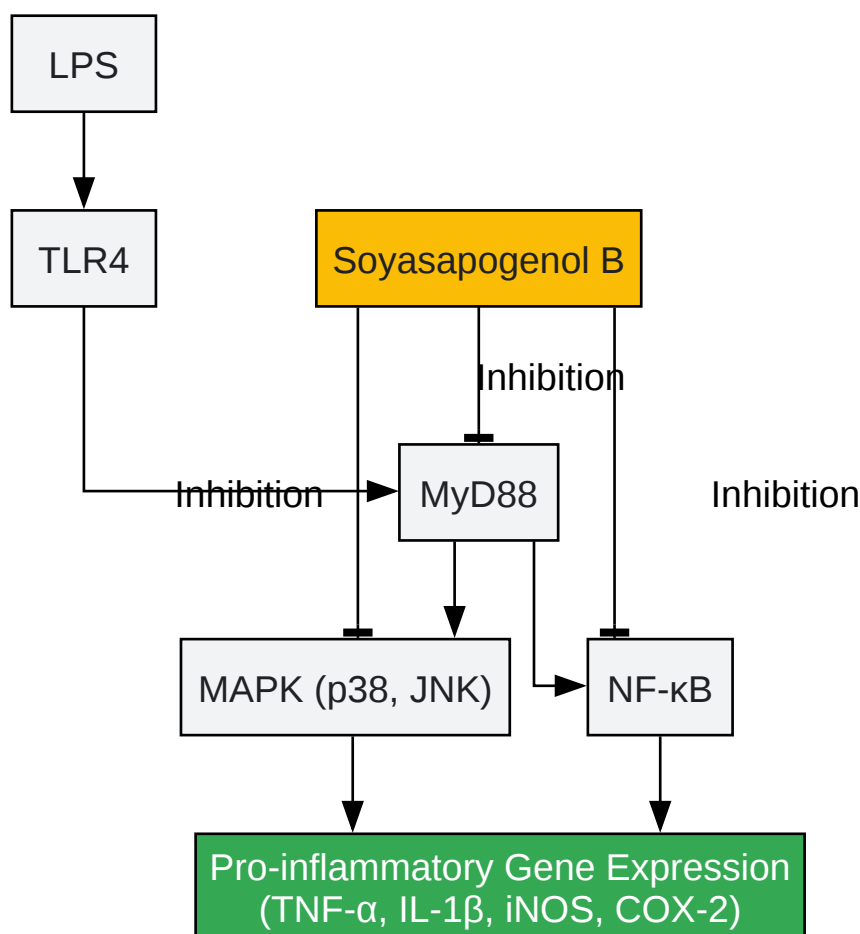 LPS
TLR4
Soyasapogenol B
Inhibition
Inhibition
MyD88
Inhibition
MAPK (p38, JNK)
NF-κB
Pro-inflammatory Gene Expression
(TNF-α, IL-1β, iNOS, COX-2)